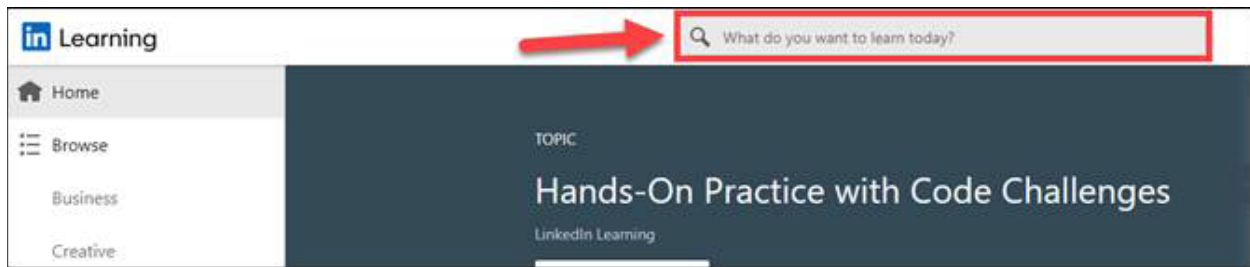 in Learning
What do you want to learn today?
Home
Browse
Business
Creative
TOPIC
Hands-On Practice with Code Challenges
LinkedIn Learning